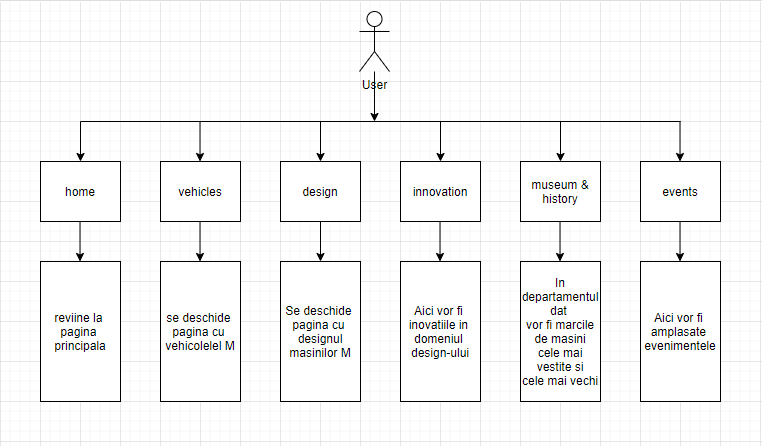 User
home
vehicles
design
innovation
museum &
history
events
reviine la
pagina
principala
se deschide
pagina cu
vehicolelel M
Se deschide
pagina cu
designul
masinilor M
Aici vor fi
inovatiile in
domeniul
design-ului
In
departamentul
dat
vor fi marcile
de masini
cele mai
vestite si
cele mai vechi
Aici vor fi
amplasate
evenimentele